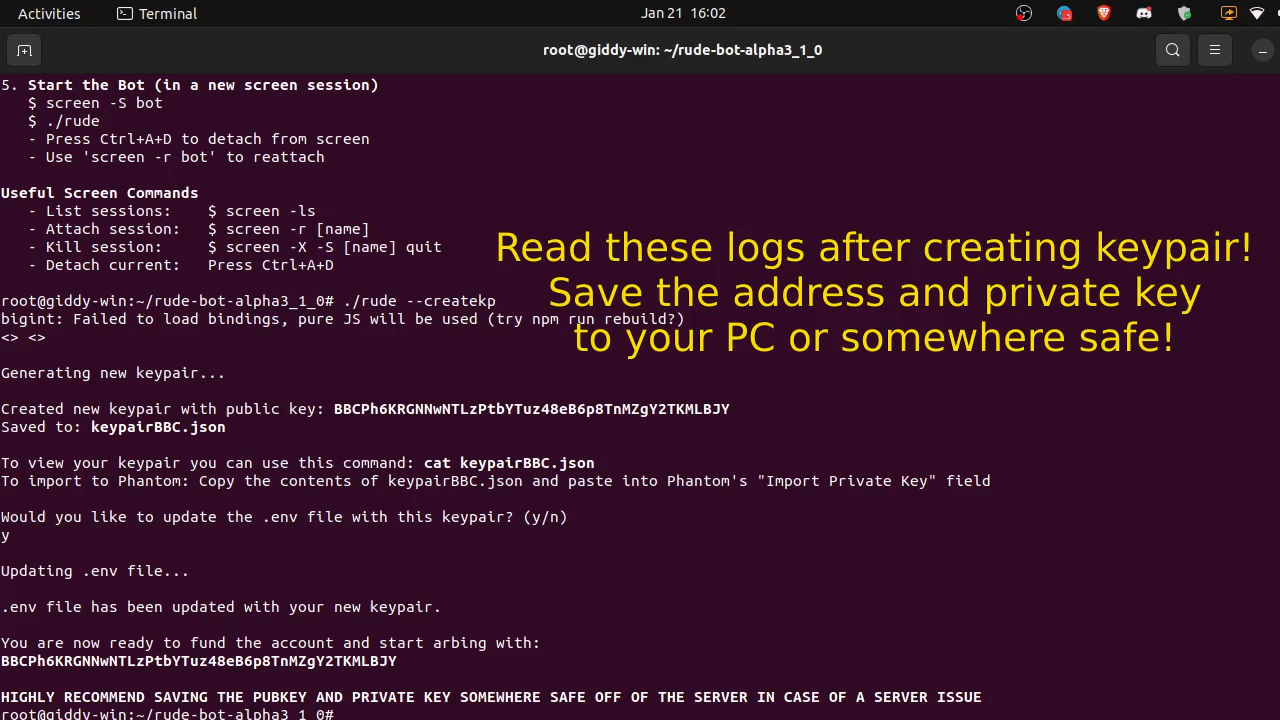 Activities Terminal Jan 21 16:02
root@giddy-win: ~/rude-bot-alpha3_1_0
5. Start the Bot (in a new screen session)
$ screen -S bot
$ ./rude
- Press Ctrl+A+D to detach from screen
- Use 'screen -r bot' to reattach
Useful Screen Commands
- List sessions: $ screen -ls
- Attach session: $ screen -r [name]
- Kill session: $ screen -X -S [name] quit
- Detach current: Press Ctrl+A+D
Read these logs after creating keypair!
Save the address and private key
to your PC or somewhere safe!
root@giddy-win:~/rude-bot-alpha3_1_0# ./rude --createkp
bigint: Failed to load bindings, pure JS will be used (try npm run rebuild?)
<> <>
Generating new keypair...
Created new keypair with public key: BBCPh6KRGNNwNTLzPtbYTuz48eB6p8TnMZgY2TKMLBJY
Saved to: keypairBBC.json
To view your keypair you can use this command: cat keypairBBC.json
To import to Phantom: Copy the contents of keypairBBC.json and paste into Phantom's "Import Private Key" field
Would you like to update the .env file with this keypair? (y/n)
y
Updating .env file...
.env file has been updated with your new keypair.
You are now ready to fund the account and start arbing with:
BBCPh6KRGNNwNTLzPtbYTuz48eB6p8TnMZgY2TKMLBJY
HIGHLY RECOMMEND SAVING THE PUBKEY AND PRIVATE KEY SOMEWHERE SAFE OFF OF THE SERVER IN CASE OF A SERVER ISSUE
root@giddy-win:~/rude-bot-alpha3_1_0#